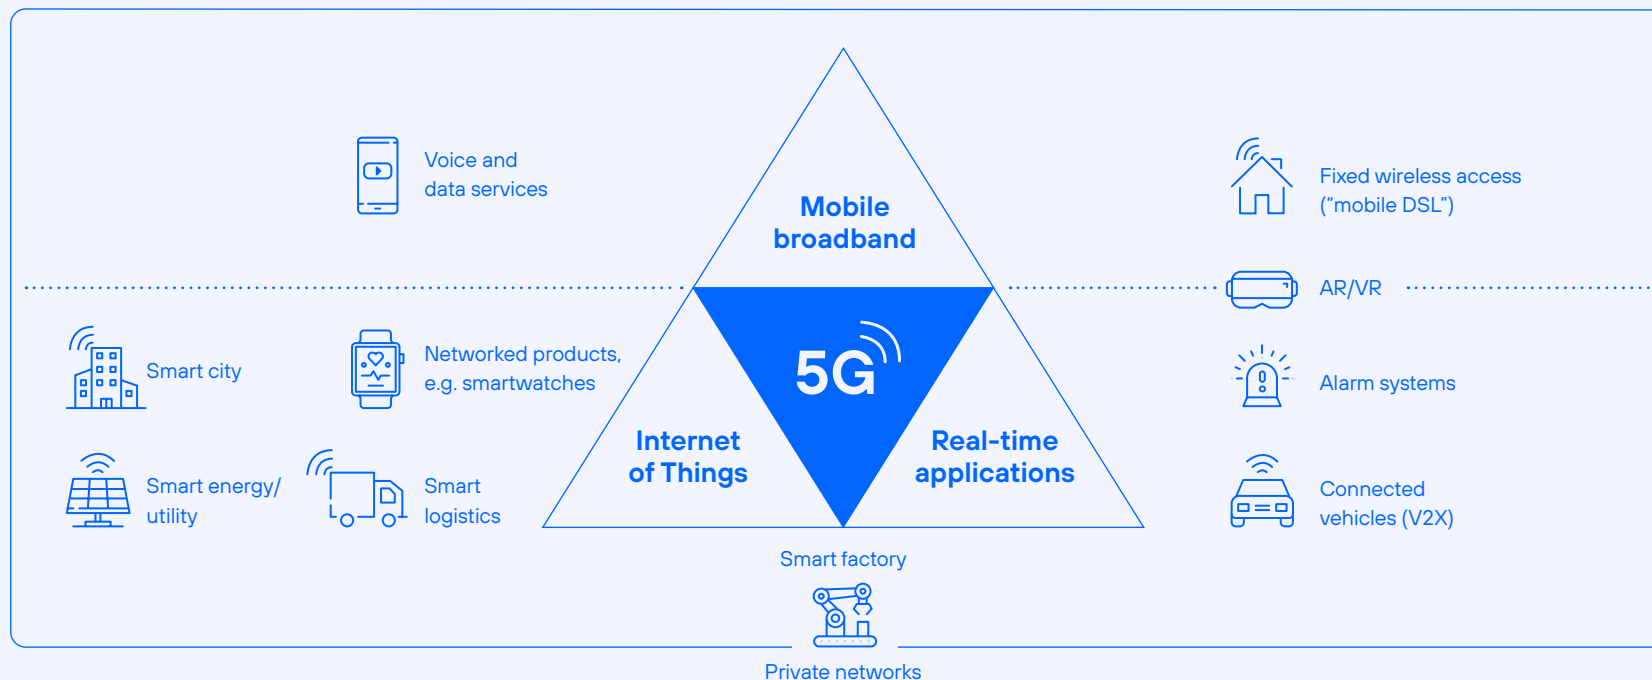 Voice and
data services
Mobile
broadband
Fixed wireless access
(“mobile DSL”)
AR/VR
Smart city
Networked products,
e.g. smartwatches
5G
Alarm systems
Internet
of Things
Real-time
applications
Smart energy/
utility
Smart
logistics
Connected
vehicles (V2X)
Smart factory
Private networks